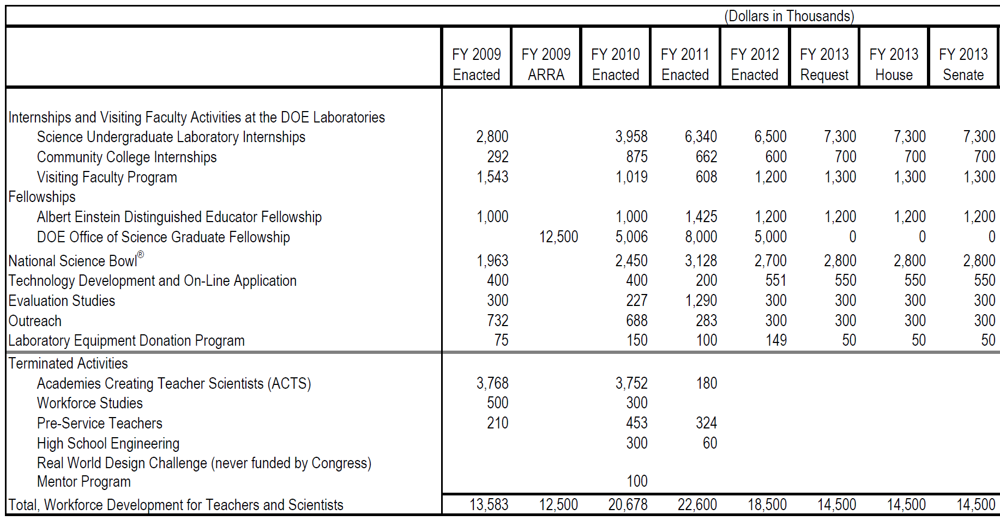 (Dollars in Thousands)
FY 2009 FY 2009 FY 2010 FY 2011 FY 2012 FY 2013 FY 2013 FY 2013
Enacted ARRA Enacted Enacted Enacted Request House Senate
Internships and Visiting Faculty Activities at the DOE Laboratories
Science Undergraduate Laboratory Internships 2,800 3,958 6,340 6,500 7,300 7,300 7,300
Community College Internships 292 875 662 600 700 700 700
Visiting Faculty Program 1,543 1,019 608 1,200 1,300 1,300 1,300
Fellowships
Albert Einstein Distinguished Educator Fellowship 1,000 1,000 1,425 1,200 1,200 1,200 1,200
DOE Office of Science Graduate Fellowship 12,500 5,006 8,000 5,000 0 0 0
National Science Bowl® 1,963 2,450 3,128 2,700 2,800 2,800 2,800
Technology Development and On-Line Application 400 400 200 551 550 550 550
Evaluation Studies 300 227 1,290 300 300 300 300
Outreach 732 688 283 300 300 300 300
Laboratory Equipment Donation Program 75 150 100 149 50 50 50
Terminated Activities
Academies Creating Teacher Scientists (ACTS) 3,768 3,752 180
Workforce Studies 500 300
Pre-Service Teachers 210 453 324
High School Engineering 300 60
Real World Design Challenge (never funded by Congress)
Mentor Program 100
Total, Workforce Development for Teachers and Scientists 13,583 12,500 20,678 22,600 18,500 14,500 14,500 14,500